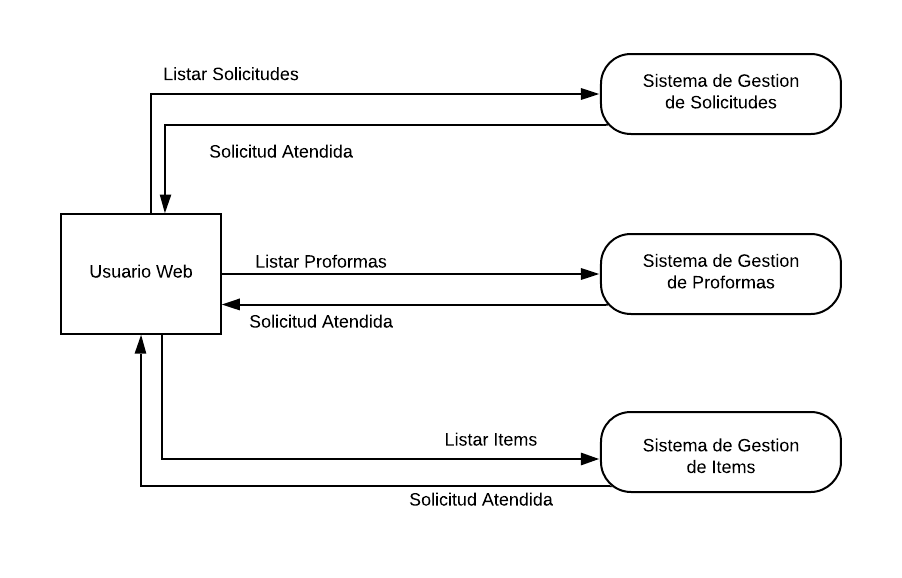 Listar Solicitudes
Sistema de Gestion
de Solicitudes
Solicitud Atendida
Usuario Web
Listar Proformas
Sistema de Gestion
de Proformas
Solicitud Atendida
Listar Items
Sistema de Gestion
de Items
Solicitud Atendida